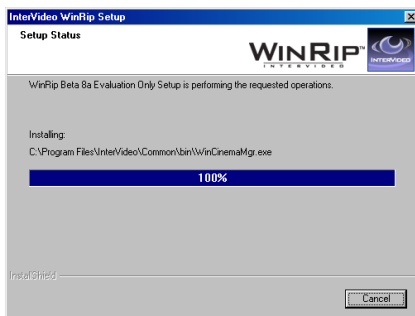 InterVideo WinRip Setup
Setup Status
WINRIP™
INTERVIDEO
INTERVIDEO
WinRip Beta 8a Evaluation Only Setup is performing the requested operations.
Installing:
C:\Program Files\InterVideo\Common\bin\WinCinemaMgr.exe
100%
InstallShield
Cancel